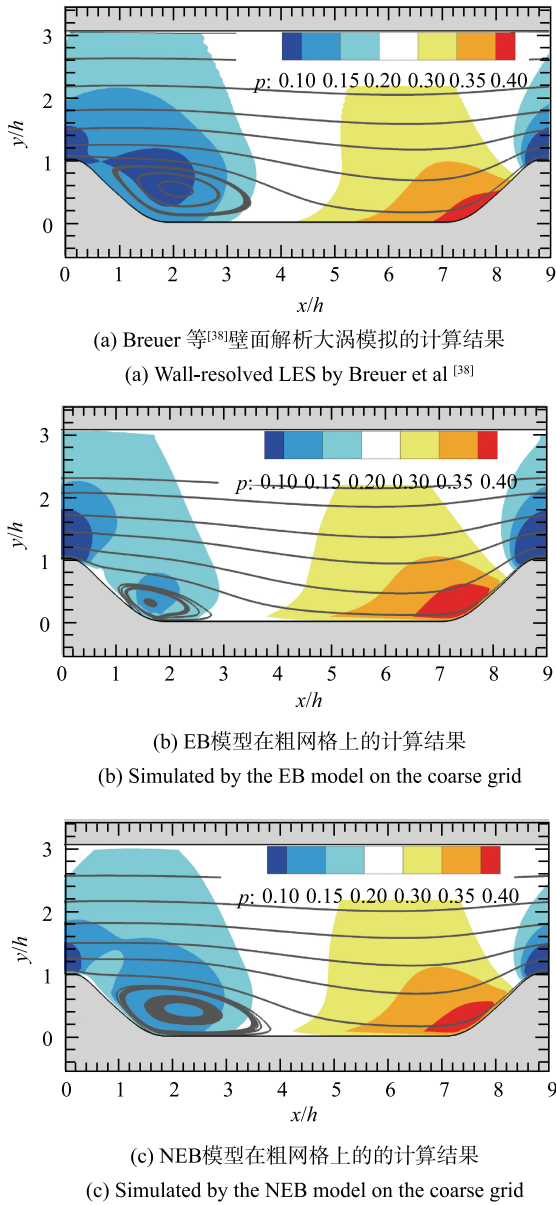 3
2
1
0
y/h
p: 0.10 0.15 0.20 0.30 0.35 0.40
0 1 2 3 4 5 6 7 8 9
x/h
(a) Breuer 等[38]壁面解析大涡模拟的计算结果
(a) Wall-resolved LES by Breuer et al [38]
3
2
1
0
y/h
p: 0.10 0.15 0.20 0.30 0.35 0.40
0 1 2 3 4 5 6 7 8 9
x/h
(b) EB模型在粗网格上的计算结果
(b) Simulated by the EB model on the coarse grid
3
2
1
0
y/h
p: 0.10 0.15 0.20 0.30 0.35 0.40
0 1 2 3 4 5 6 7 8 9
x/h
(c) NEB模型在粗网格上的的计算结果
(c) Simulated by the NEB model on the coarse grid